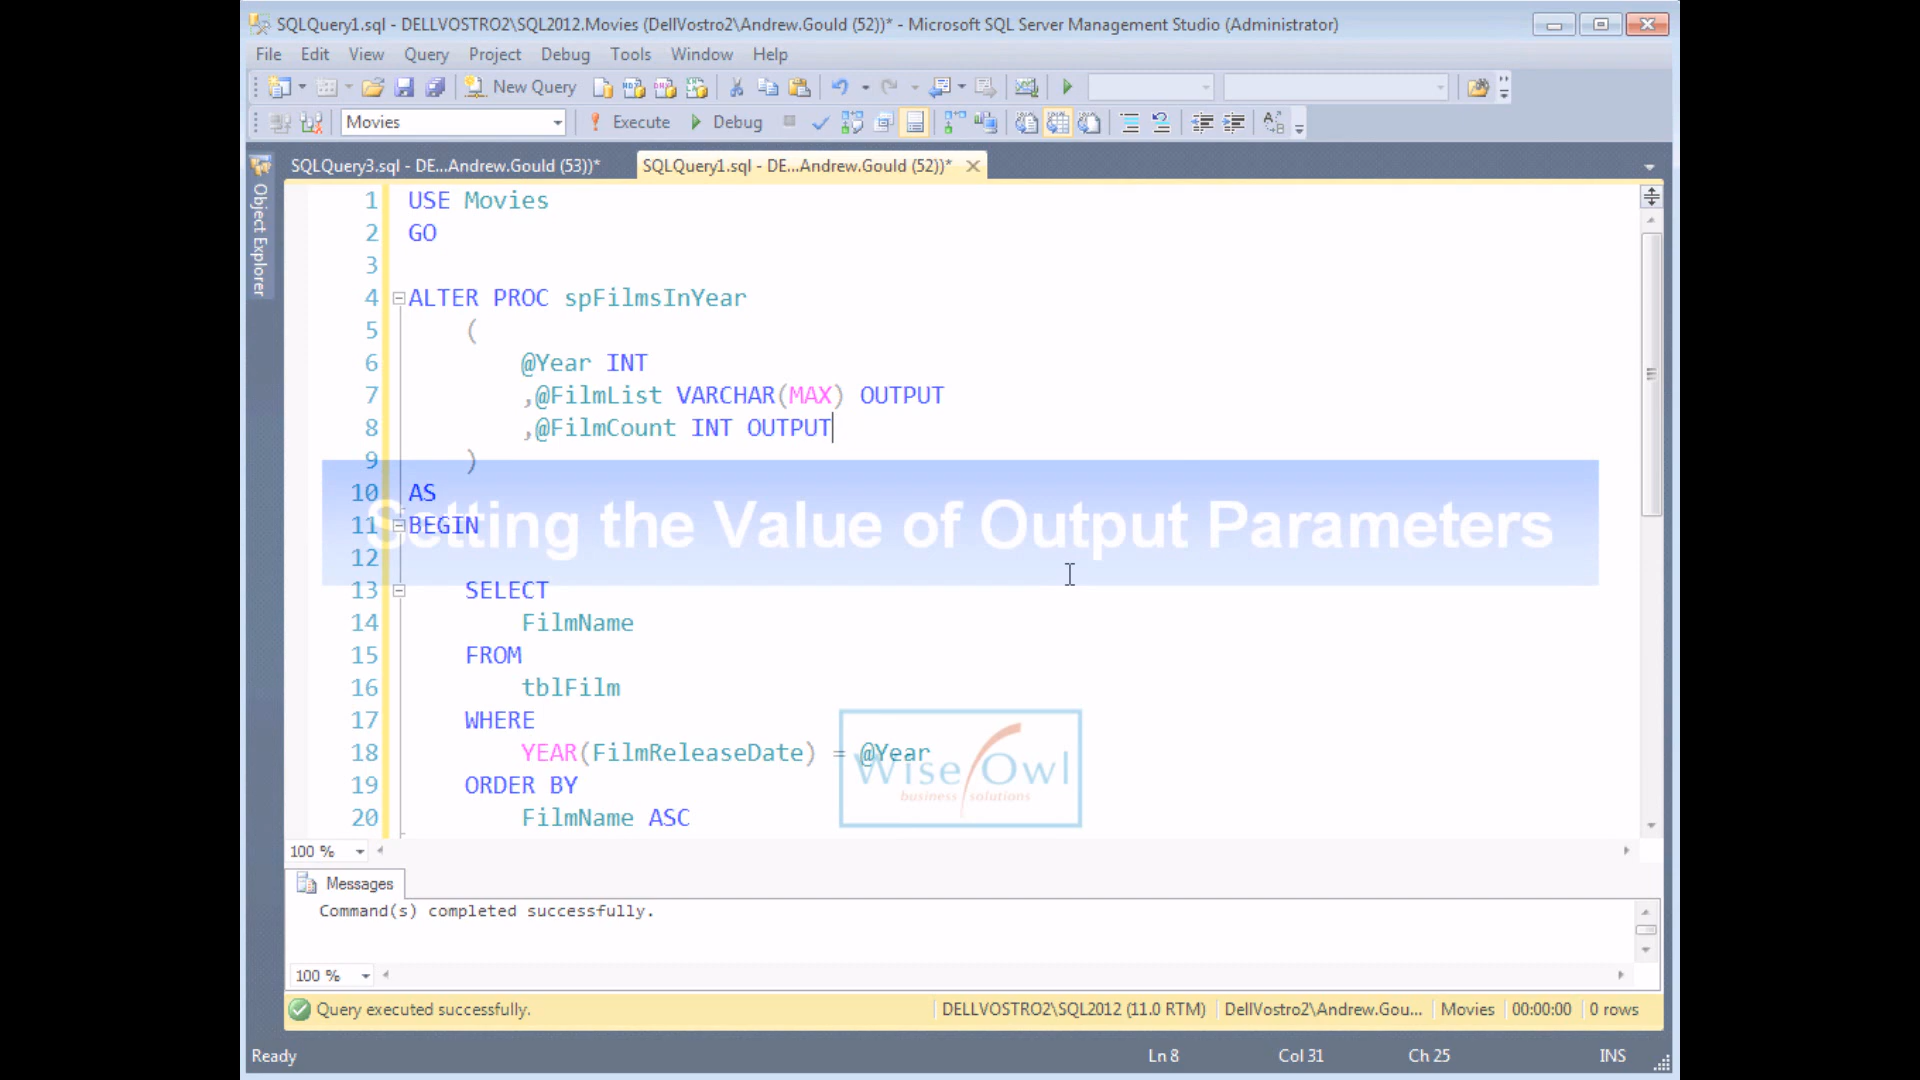 SQLQuery1.sql - DELLVOSTRO2\SQL2012.Movies (DellVostro2\Andrew.Gould (52))* - Microsoft SQL Server Management Studio (Administrator)
File Edit View Query Project Debug Tools Window Help
New Query
Movies Execute Debug
SQLQuery3.sql - DE...Andrew.Gould (53))* SQLQuery1.sql - DE...Andrew.Gould (52))*
Object Explorer
1 USE Movies
2 GO
3
4 ALTER PROC spFilmsInYear
5 (
6 @Year INT
7 ,@FilmList VARCHAR(MAX) OUTPUT
8 ,@FilmCount INT OUTPUT
9 )
10 AS
Setting the Value of Output Parameters
11 BEGIN
12
13 SELECT
14 FilmName
15 FROM
16 tblFilm
17 WHERE
18 YEAR(FilmReleaseDate) = @Year
Wise Owl
business solutions
19 ORDER BY
20 FilmName ASC
100 %
Messages
Command(s) completed successfully.
100 %
Query executed successfully. DELLVOSTRO2\SQL2012 (11.0 RTM) DellVostro2\Andrew.Gou... Movies 00:00:00 0 rows
Ready Ln 8 Col 31 Ch 25 INS